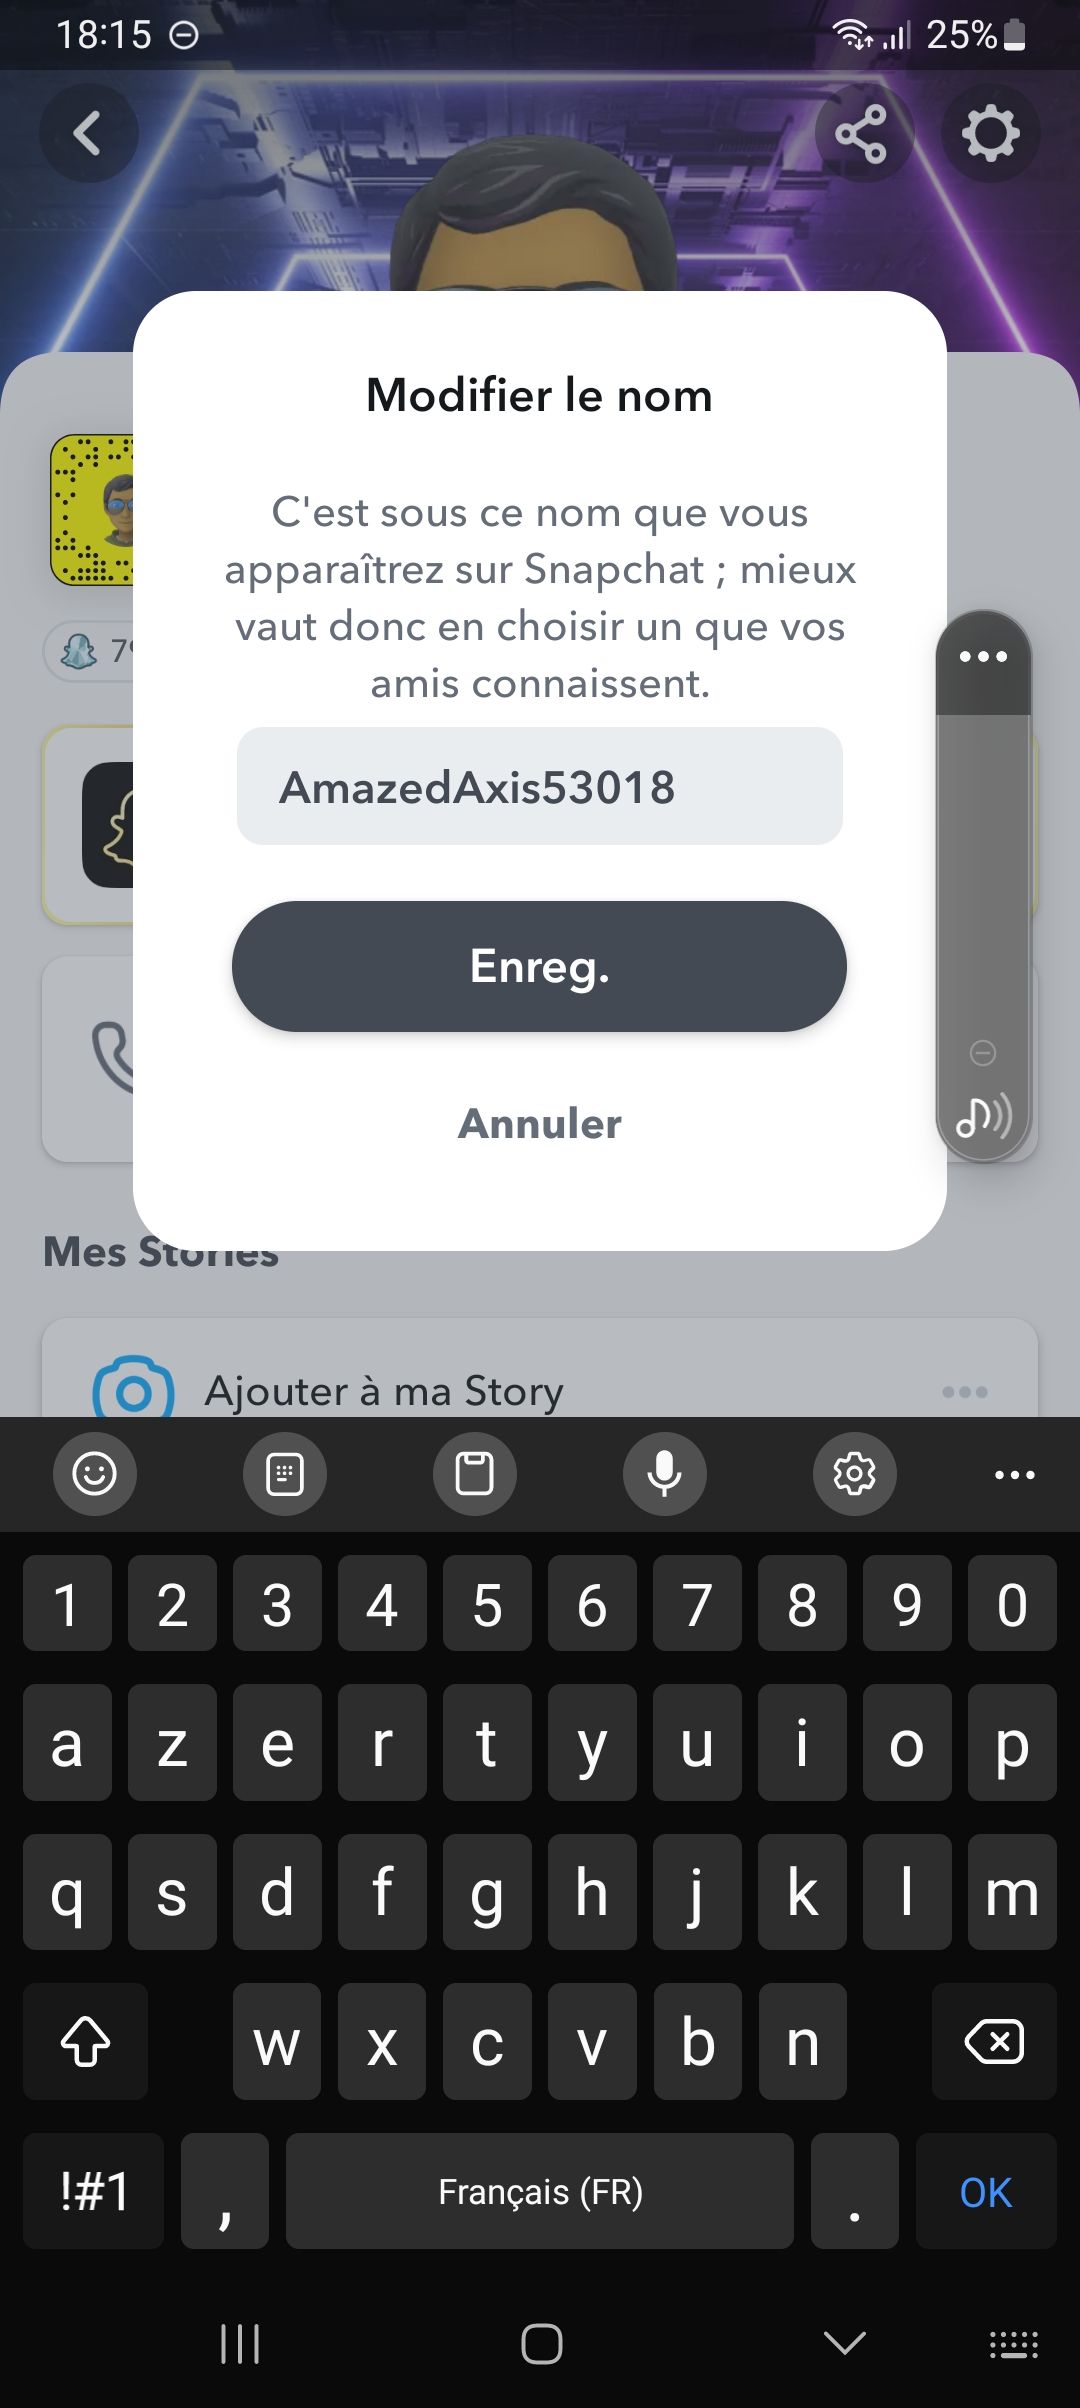 18:15
25%
Modifier le nom
C'est sous ce nom que vous
apparaîtrez sur Snapchat ; mieux
vaut donc en choisir un que vos
amis connaissent.
AmazedAxis53018
Enreg.
Annuler
Mes Stories
Ajouter à ma Story
1 2 3 4 5 6 7 8 9 0
a z e r t y u i o p
q s d f g h j k l m
w x c v b n
!#1 , Français (FR) . OK